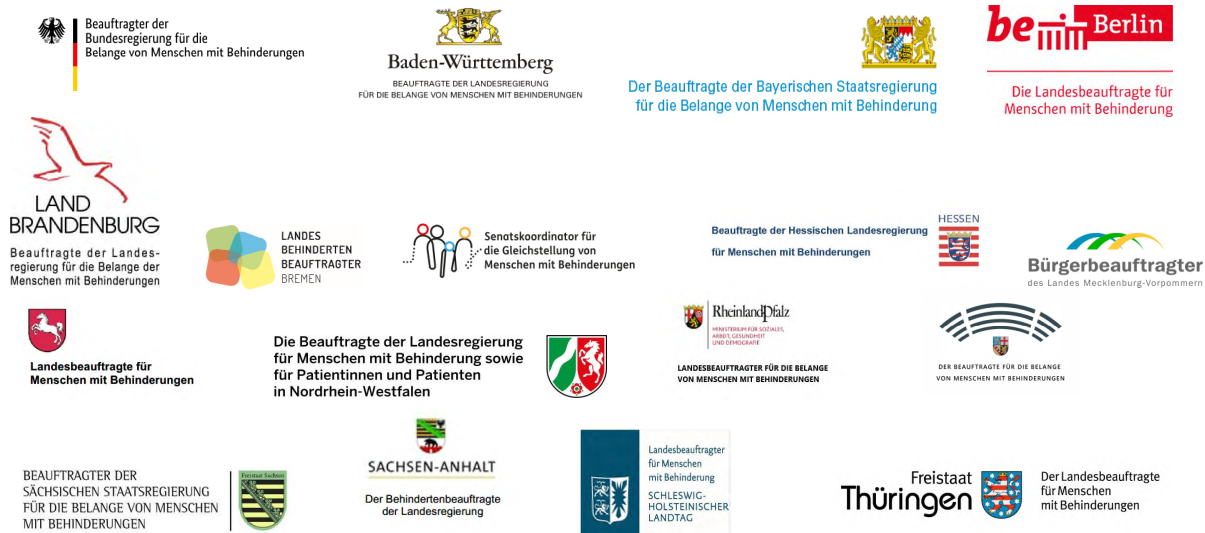 Beauftragter der
Bundesregierung für die
Belange von Menschen mit Behinderungen
Baden-Württemberg
BEAUFTRAGTE DER LANDESREGIERUNG
FÜR DIE BELANGE VON MENSCHEN MIT BEHINDERUNGEN
Der Beauftragte der Bayerischen Staatsregierung
für die Belange von Menschen mit Behinderung
be Berlin
Die Landesbeauftragte für
Menschen mit Behinderung
LAND
BRANDENBURG
Beauftragte der Landes-
regierung für die Belange der
Menschen mit Behinderungen
LANDES
BEHINDERTEN
BEAUFTRAGTER
BREMEN
Senatskoordinator für
die Gleichstellung von
Menschen mit Behinderungen
Beauftragte der Hessischen Landesregierung
für Menschen mit Behinderungen
HESSEN
Bürgerbeauftragter
des Landes Mecklenburg-Vorpommern
Landesbeauftragte für
Menschen mit Behinderungen
Die Beauftragte der Landesregierung
für Menschen mit Behinderung sowie
für Patientinnen und Patienten
in Nordrhein-Westfalen
RheinlandPfalz
MINISTERIUM FÜR SOZIALES,
ARBEIT, GESUNDHEIT
UND DEMOGRAFIE
LANDESBEAUFTRAGTER FÜR DIE BELANGE
VON MENSCHEN MIT BEHINDERUNGEN
DER BEAUFTRAGTE FÜR DIE BELANGE
VON MENSCHEN MIT BEHINDERUNGEN
BEAUFTRAGTER DER
SÄCHSISCHEN STAATSREGIERUNG
FÜR DIE BELANGE VON MENSCHEN
MIT BEHINDERUNGEN
Freistaat Sachsen
SACHSEN-ANHALT
Der Behindertenbeauftragte
der Landesregierung
Landesbeauftragter
für Menschen
mit Behinderung
SCHLESWIG-
HOLSTEINISCHER
LANDTAG
Freistaat
Thüringen
Der Landesbeauftragte
für Menschen
mit Behinderungen